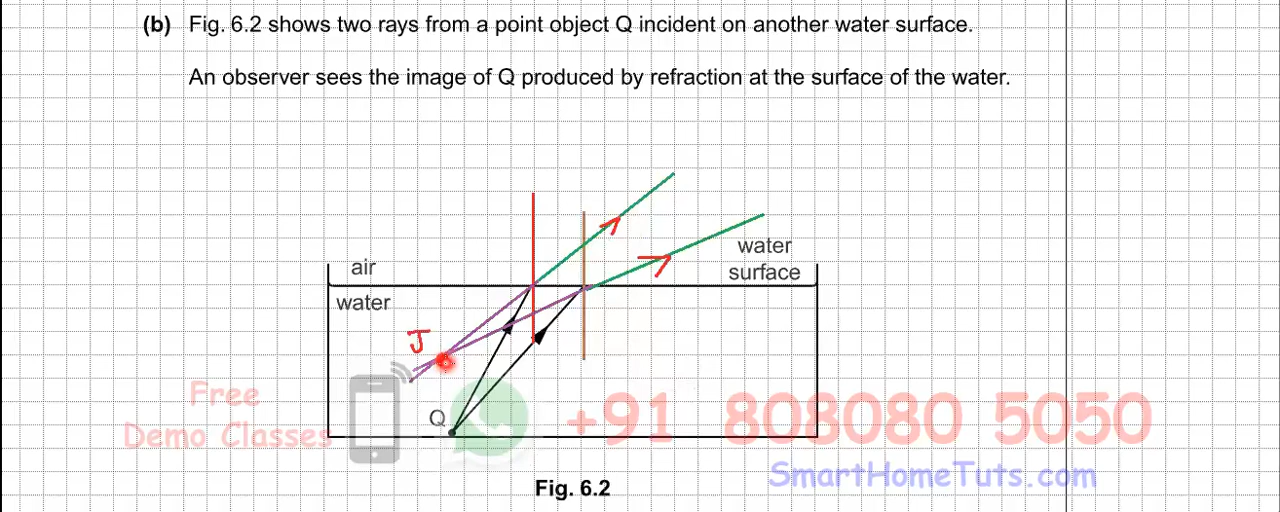 (b) Fig. 6.2 shows two rays from a point object Q incident on another water surface.
An observer sees the image of Q produced by refraction at the surface of the water.
air
water
surface
water
J
Free
Demo Classes
Q
+91 808080 5050
SmartHomeTuts.com
Fig. 6.2